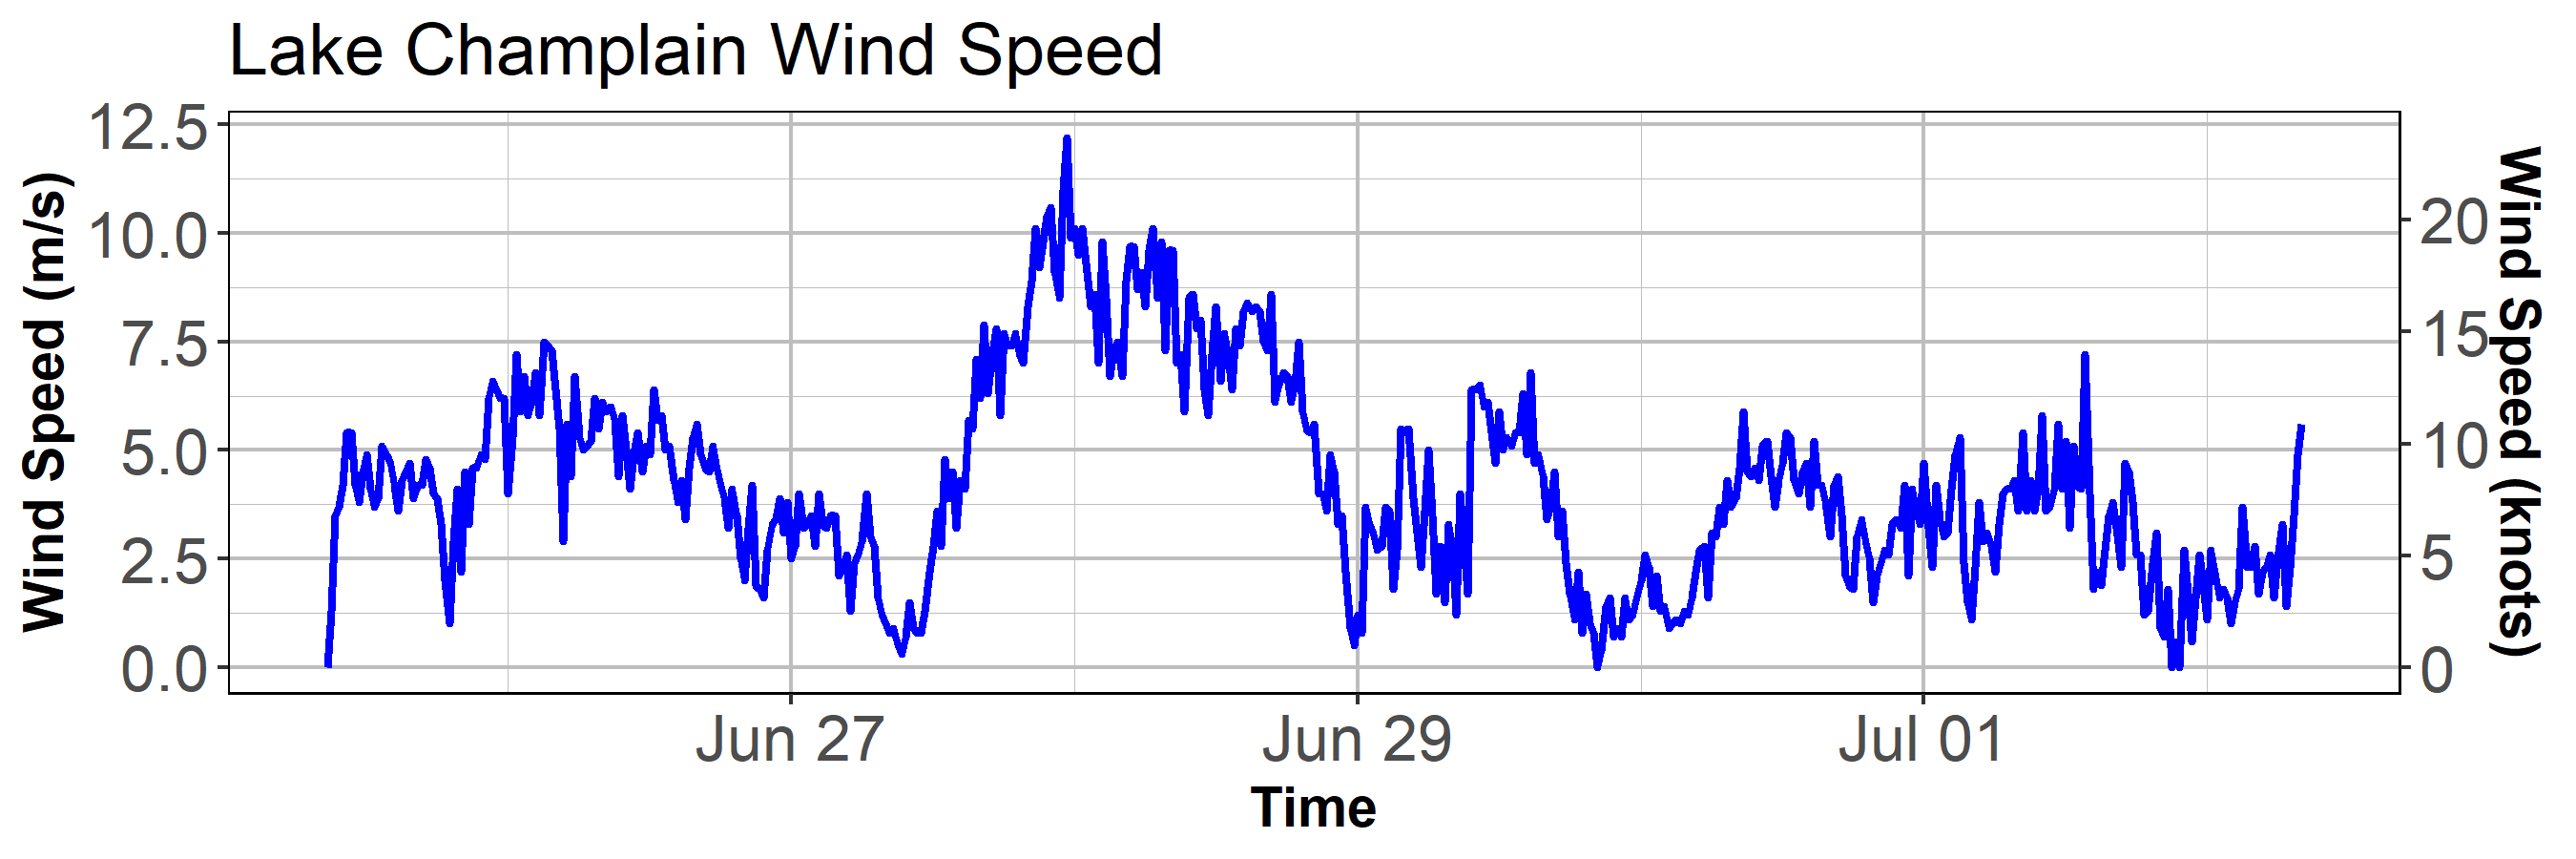 Lake Champlain Wind Speed
12.5
10.0
7.5
5.0
2.5
0.0
Wind Speed (m/s)
20
15
10
5
0
Wind Speed (knots)
Jun 27
Jun 29
Jul 01
Time